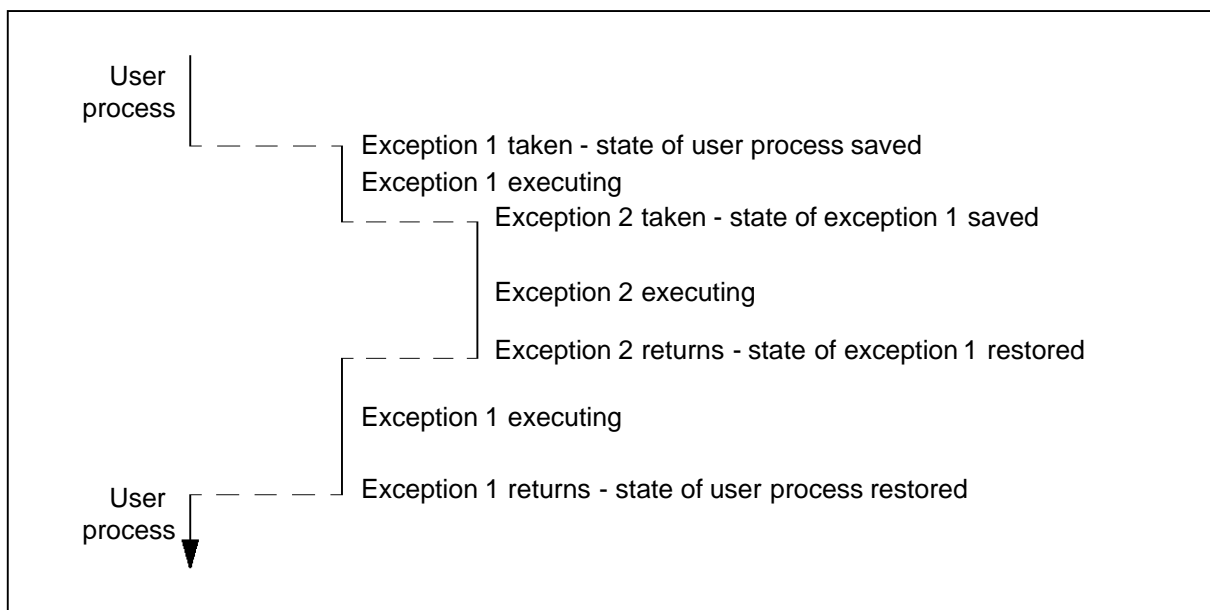 User
process
Exception 1 taken - state of user process saved
Exception 1 executing
Exception 2 taken - state of exception 1 saved
Exception 2 executing
Exception 2 returns - state of exception 1 restored
Exception 1 executing
Exception 1 returns - state of user process restored
User
process